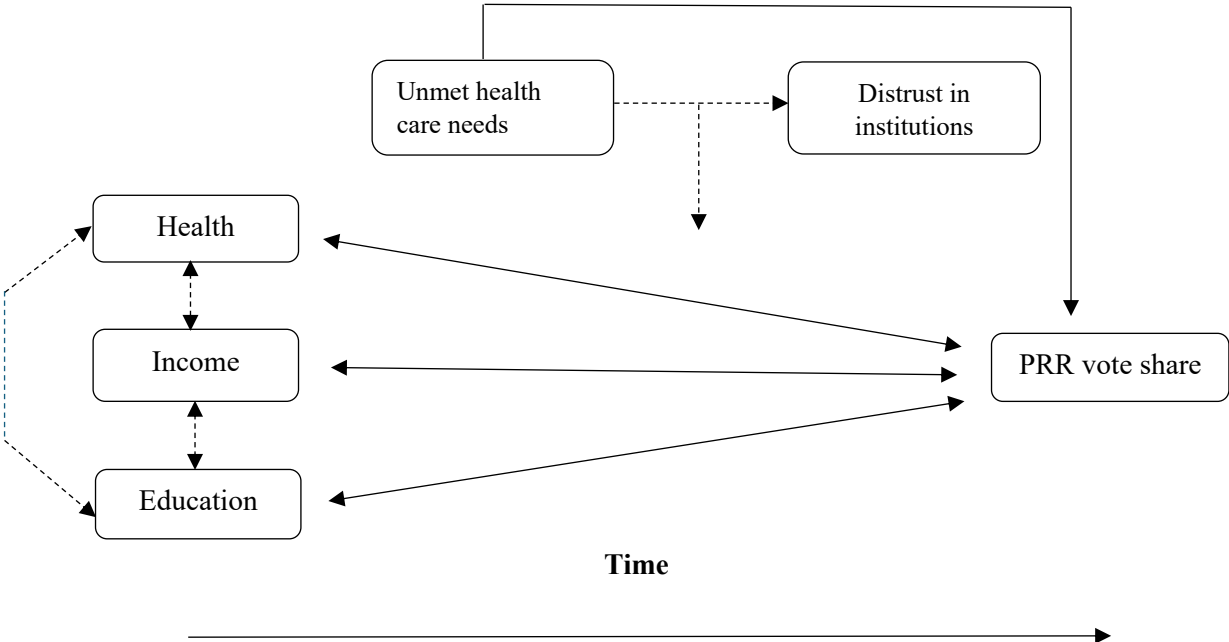 Unmet health
care needs
Distrust in
institutions
Health
Income
PRR vote share
Education
Time